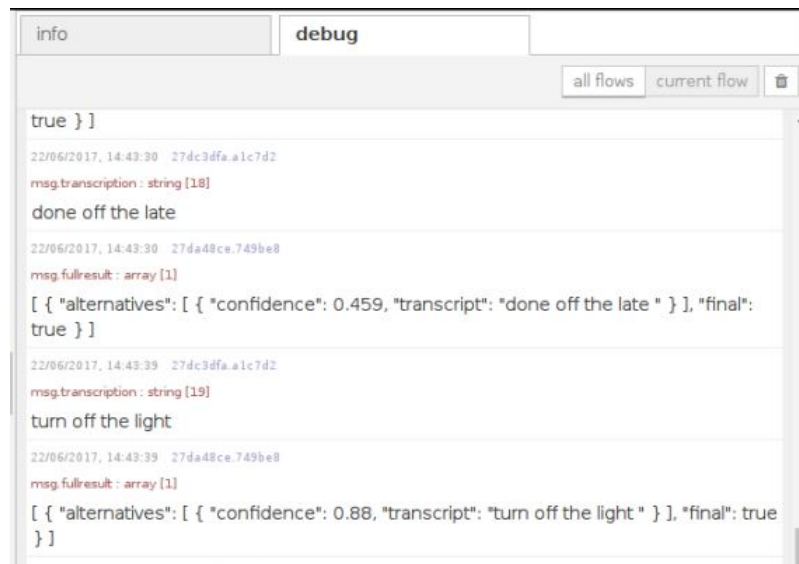 info
debug
all flows
current flow
true } ]
22/06/2017, 14:43:30 27dc3dfa.a1c7d2
msg.transcription : string [18]
done off the late
22/06/2017, 14:43:30 27da48ce.749be8
msg.fullresult : array [1]
[ { "alternatives": [ { "confidence": 0.459, "transcript": "done off the late " } ], "final":
true } ]
22/06/2017, 14:43:39 27dc3dfa.a1c7d2
msg.transcription : string [19]
turn off the light
22/06/2017, 14:43:39 27da48ce.749be8
msg.fullresult : array [1]
[ { "alternatives": [ { "confidence": 0.88, "transcript": "turn off the light " } ], "final": true
} ]